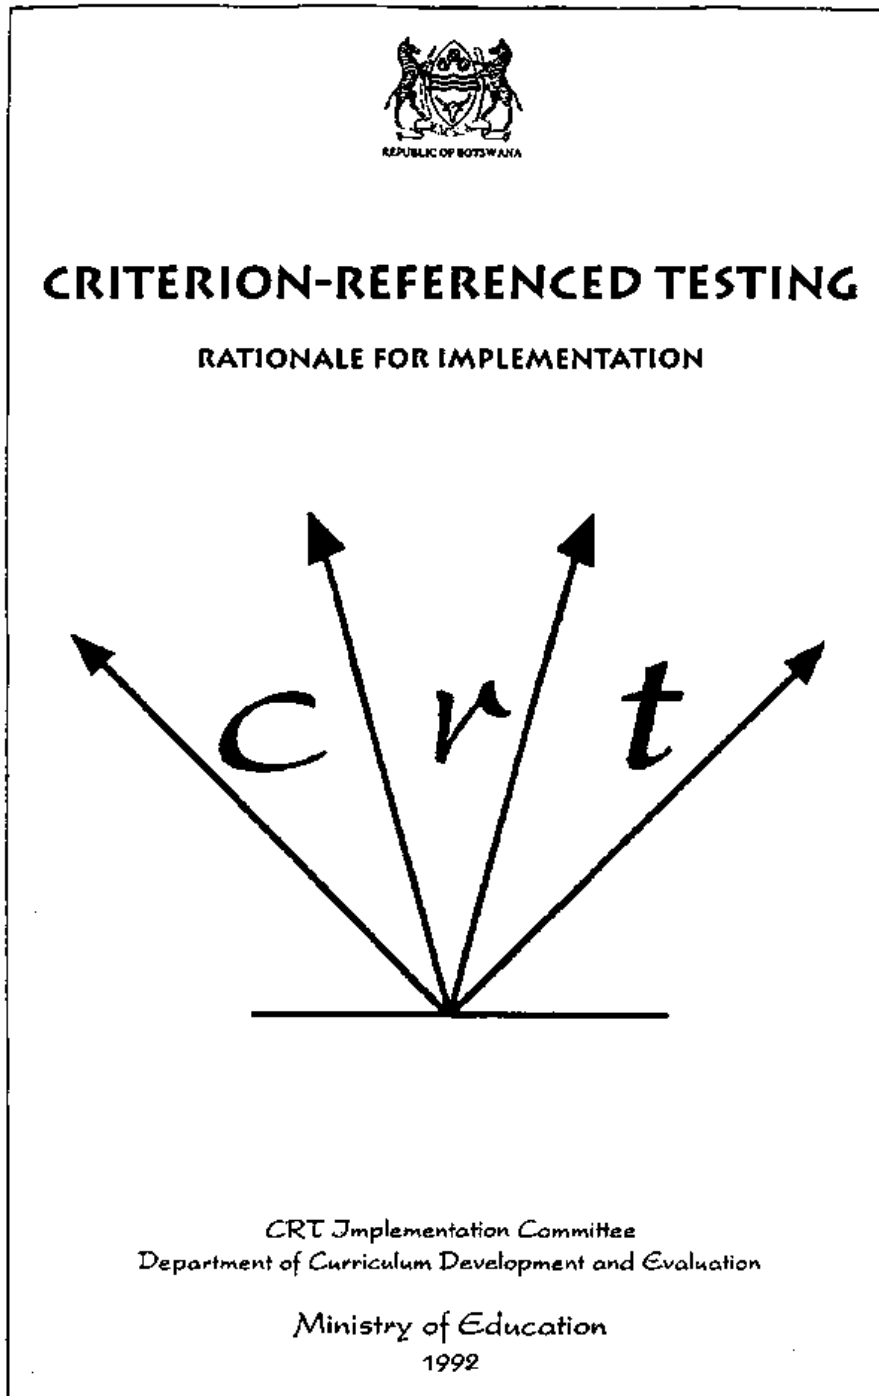 REPUBLIC OF BOTSWANA
CRITERION-REFERENCED TESTING
RATIONALE FOR IMPLEMENTATION
c r t
CRT Implementation Committee
Department of Curriculum Development and Evaluation
Ministry of Education
1992